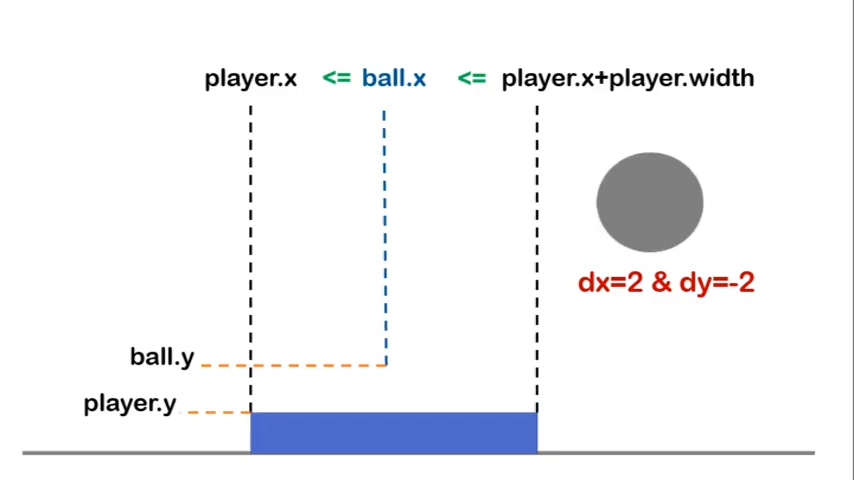 player.x <= ball.x <= player.x+player.width
dx=2 & dy=-2
ball.y
player.y